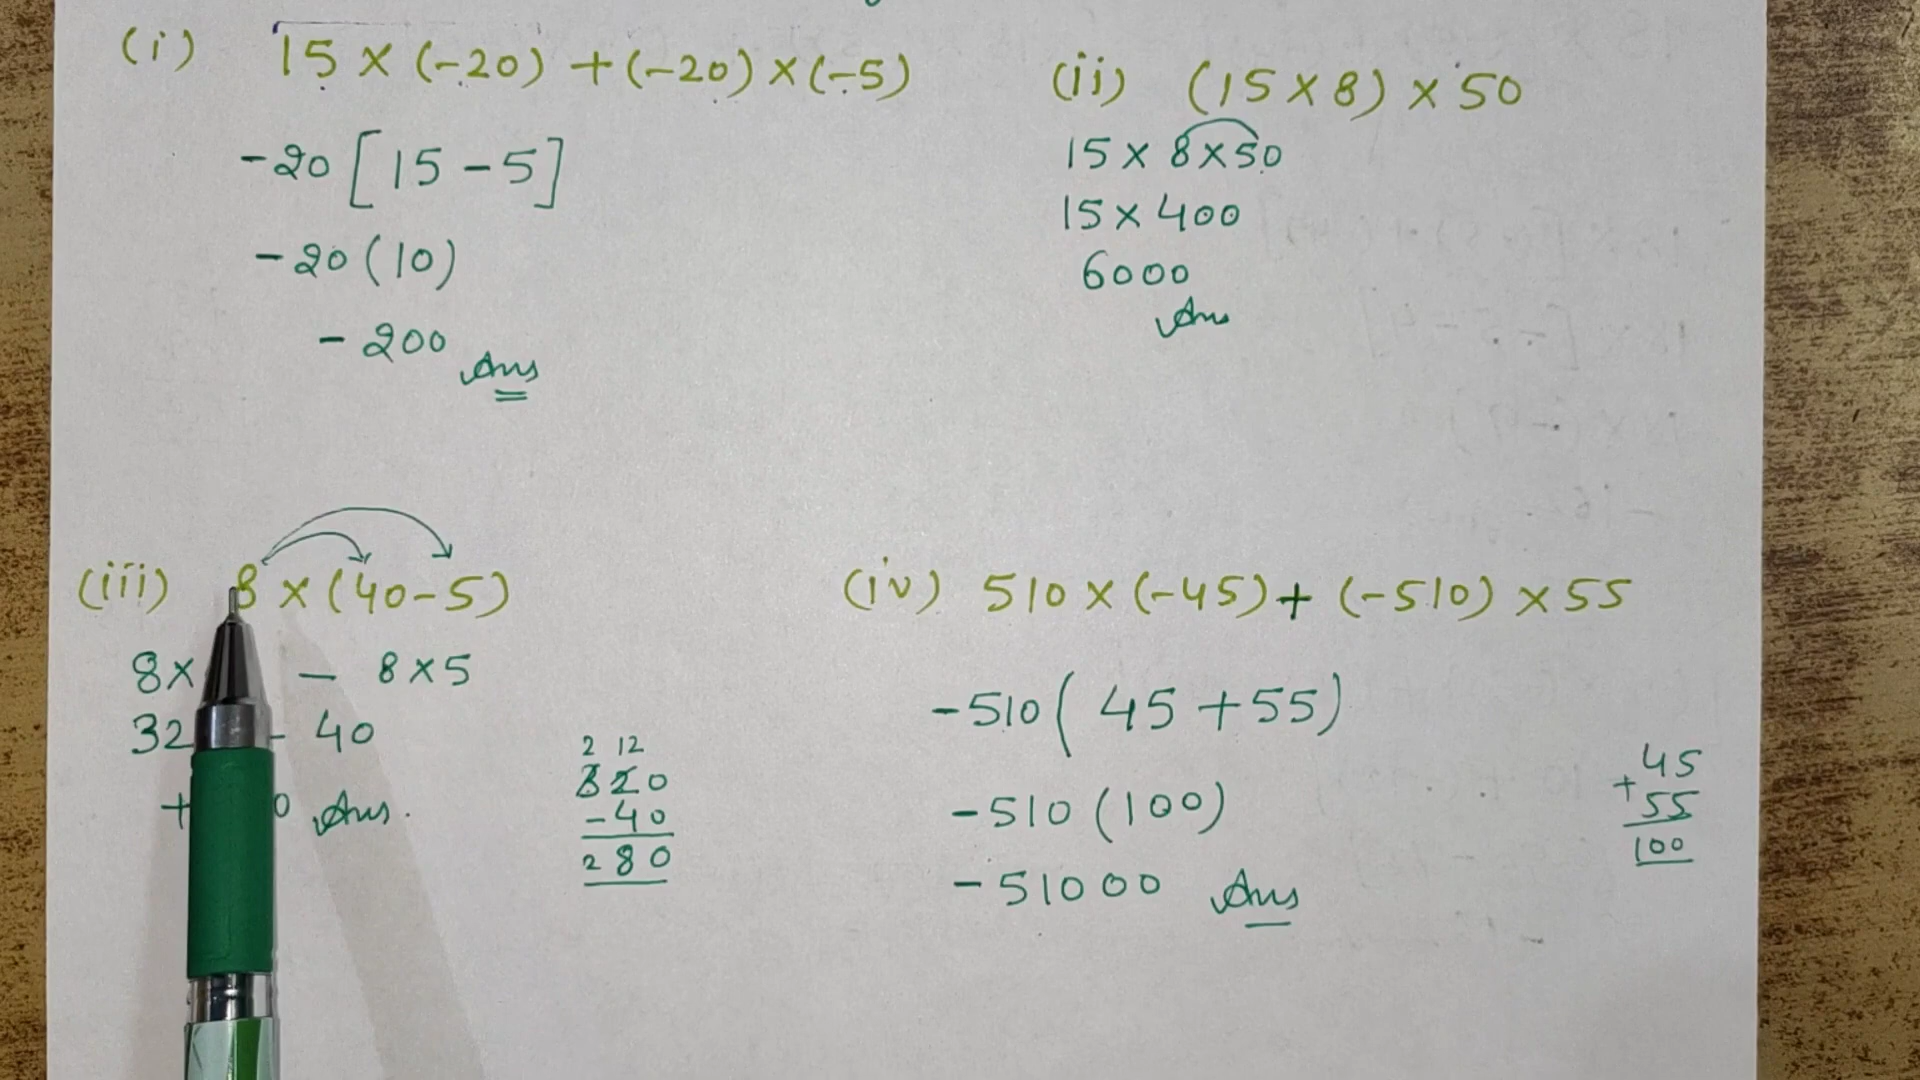 (i) 15 × (-20) + (-20) × (-5)
-20 [15 - 5]
-20 (10)
- 200 Ans
(ii) (15 × 8) × 50
15 × 8 × 50
15 × 400
6000
Ans
(iii) 8 × (40 - 5)
8 × - 8 × 5
32 - 40
+ 0 Ans.
2 12
320
- 40
280
(iv) 510 × (-45) + (-510) × 55
-510 ( 45 + 55)
-510 (100)
- 51000 Ans
45
+ 55
100